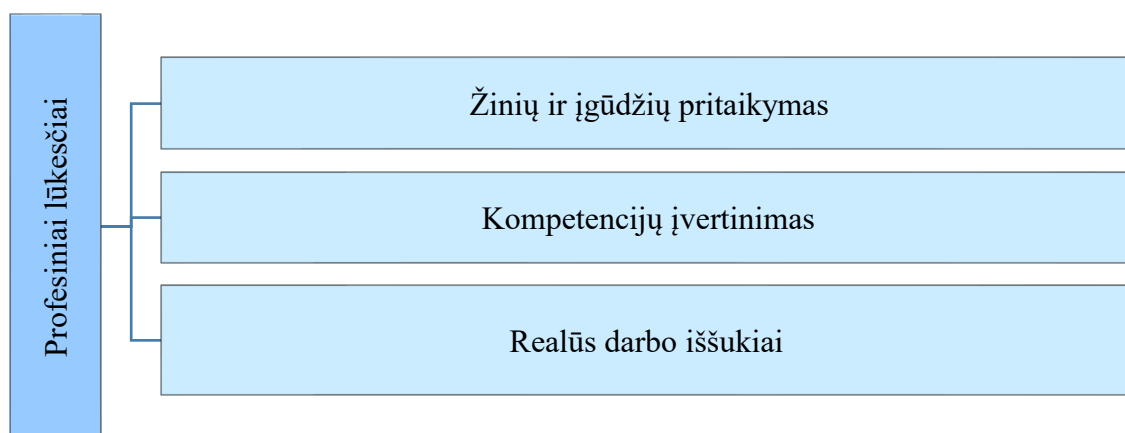 Profesiniai lūkesčiai
Žinių ir įgūdžių pritaikymas
Kompetencijų įvertinimas
Realūs darbo iššukiai